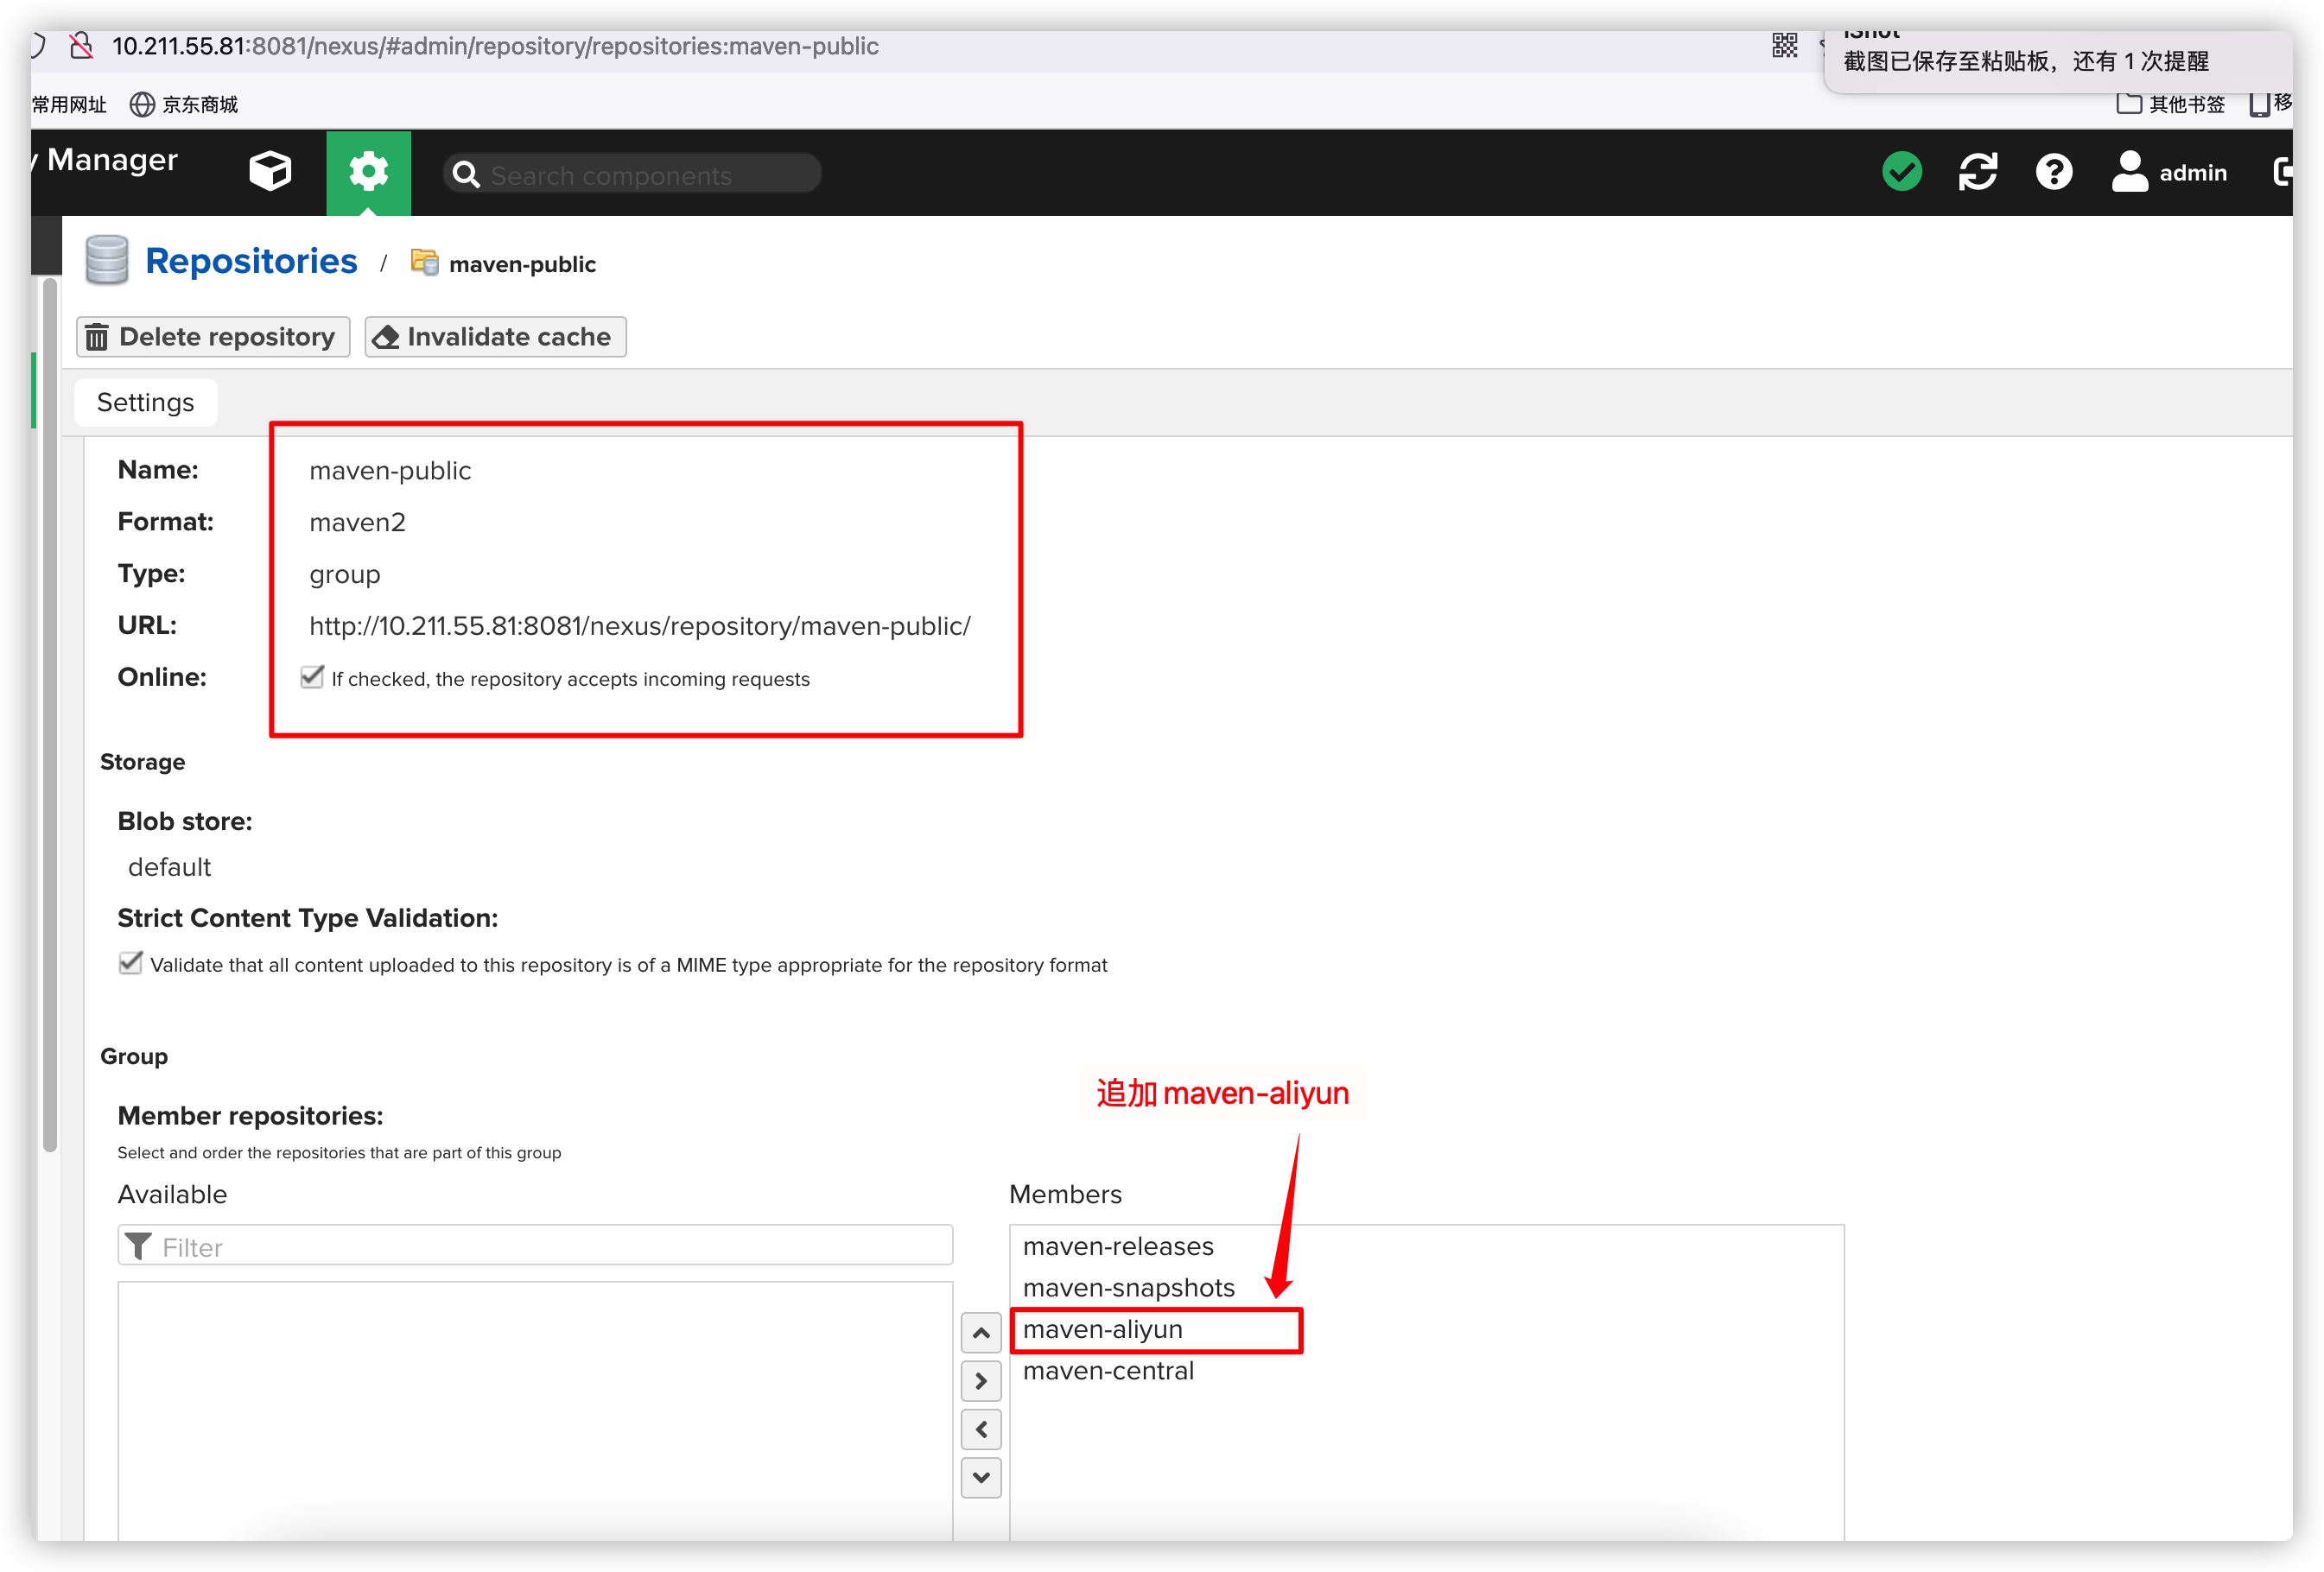 10.211.55.81:8081/nexus/#admin/repository/repositories:maven-public
iShot
截图已保存至粘贴板，还有 1 次提醒
常用网址 京东商城 其他书签 移
y Manager Search components admin
Repositories / maven-public
Delete repository Invalidate cache
Settings
Name: maven-public
Format: maven2
Type: group
URL: http://10.211.55.81:8081/nexus/repository/maven-public/
Online: If checked, the repository accepts incoming requests
Storage
Blob store:
default
Strict Content Type Validation:
Validate that all content uploaded to this repository is of a MIME type appropriate for the repository format
Group
追加maven-aliyun
Member repositories:
Select and order the repositories that are part of this group
Available Members
Filter
maven-releases
maven-snapshots
maven-aliyun
maven-central